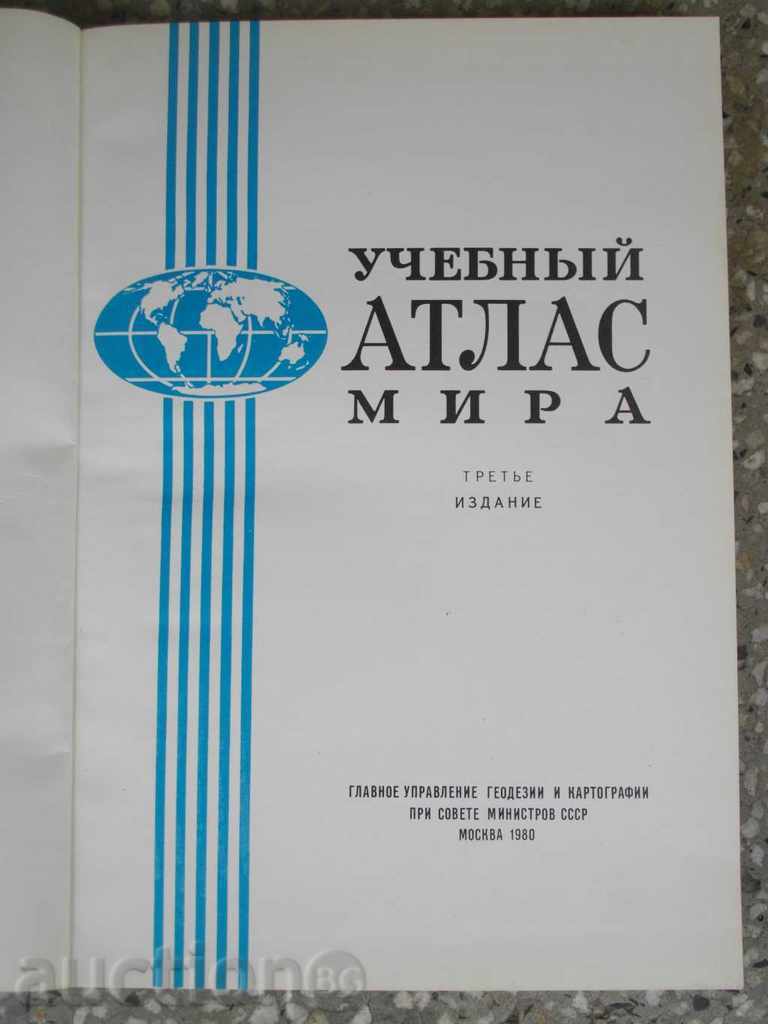 УЧЕБНЫЙ
АТЛАС
МИРА
ТРЕТЬЕ
ИЗДАНИЕ
ГЛАВНОЕ УПРАВЛЕНИЕ ГЕОДЕЗИИ И КАРТОГРАФИИ
ПРИ СОВЕТЕ МИНИСТРОВ СССР
МОСКВА 1980
auction BG